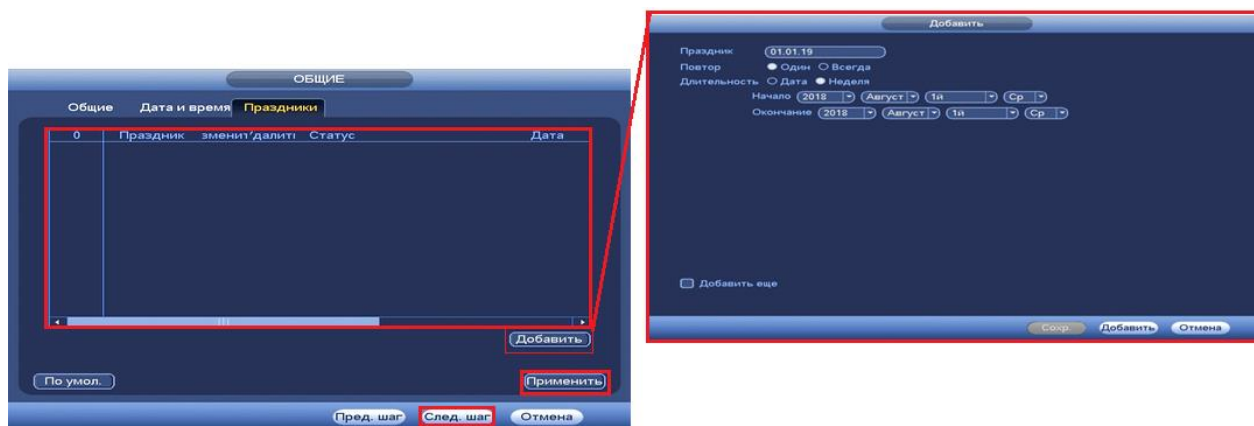 ОБЩИЕ
Общие Дата и время Праздники
0 Праздник зменит'далити Статус Дата
Добавить
По умол. Применить
Пред. шаг След. шаг Отмена
Добавить
Праздник 01.01.19
Повтор Один Всегда
Длительность Дата Неделя
Начало 2018 Август 1й Ср
Окончание 2018 Август 1й Ср
Добавить еще
Сохр. Добавить Отмена